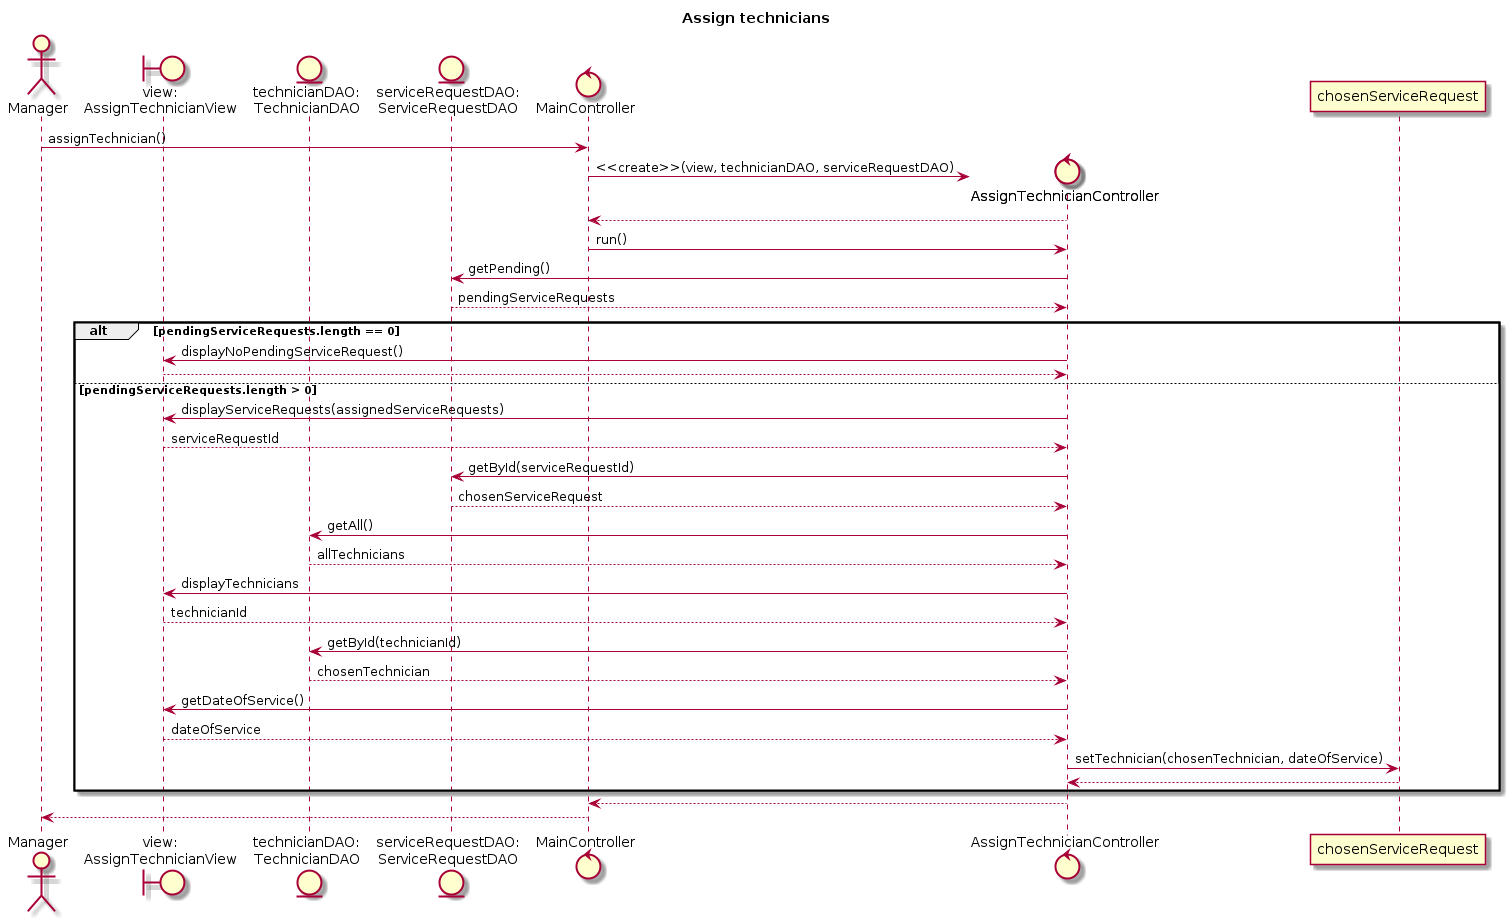 Assign technicians
Manager
view:
AssignTechnicianView
technicianDAO:
TechnicianDAO
serviceRequestDAO:
ServiceRequestDAO
MainController
chosenServiceRequest
assignTechnician()
<<create>>(view, technicianDAO, serviceRequestDAO)
AssignTechnicianController
run()
getPending()
pendingServiceRequests
alt [pendingServiceRequests.length == 0]
displayNoPendingServiceRequest()
[pendingServiceRequests.length > 0]
displayServiceRequests(assignedServiceRequests)
serviceRequestId
getById(serviceRequestId)
chosenServiceRequest
getAll()
allTechnicians
displayTechnicians
technicianId
getById(technicianId)
chosenTechnician
getDateOfService()
dateOfService
setTechnician(chosenTechnician, dateOfService)
Manager
view:
AssignTechnicianView
technicianDAO:
TechnicianDAO
serviceRequestDAO:
ServiceRequestDAO
MainController
AssignTechnicianController
chosenServiceRequest